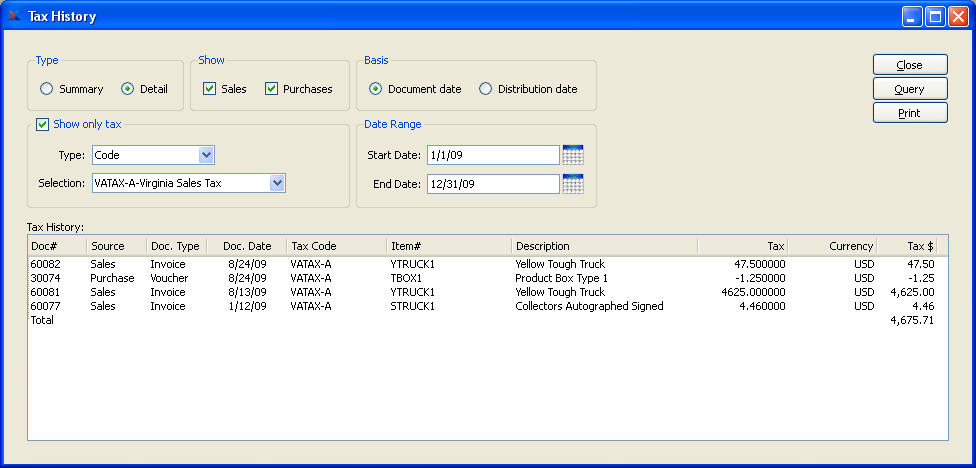 Tax History
Type Show Basis
Summary Detail Sales Purchases Document date Distribution date
Close
Query
Print
Show only tax Date Range
Type: Code Start Date: 1/1/09
Selection: VATAX-A-Virginia Sales Tax End Date: 12/31/09
Tax History:
Doc# Source Doc. Type Doc. Date Tax Code Item# Description Tax Currency Tax $
60082 Sales Invoice 8/24/09 VATAX-A YTRUCK1 Yellow Tough Truck 47.500000 USD 47.50
30074 Purchase Voucher 8/24/09 VATAX-A TBOX1 Product Box Type 1 -1.250000 USD -1.25
60081 Sales Invoice 8/13/09 VATAX-A YTRUCK1 Yellow Tough Truck 4625.000000 USD 4,625.00
60077 Sales Invoice 1/12/09 VATAX-A STRUCK1 Collectors Autographed Signed 4.460000 USD 4.46
Total 4,675.71